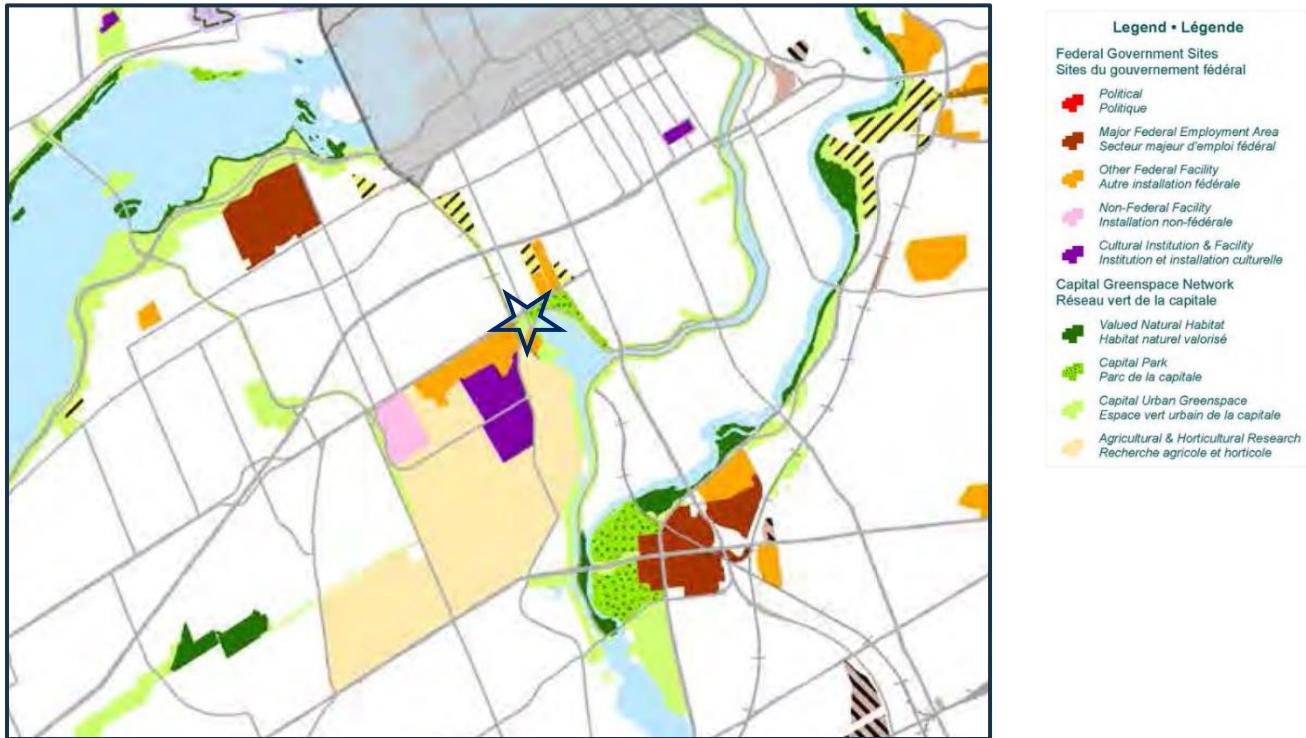 Legend • Légende
Federal Government Sites
Sites du gouvernement fédéral
Political
Politique
Major Federal Employment Area
Secteur majeur d'emploi fédéral
Other Federal Facility
Autre installation fédérale
Non-Federal Facility
Installation non-fédérale
Cultural Institution & Facility
Institution et installation culturelle
Capital Greenspace Network
Réseau vert de la capitale
Valued Natural Habitat
Habitat naturel valorisé
Capital Park
Parc de la capitale
Capital Urban Greenspace
Espace vert urbain de la capitale
Agricultural & Horticultural Research
Recherche agricole et horticole